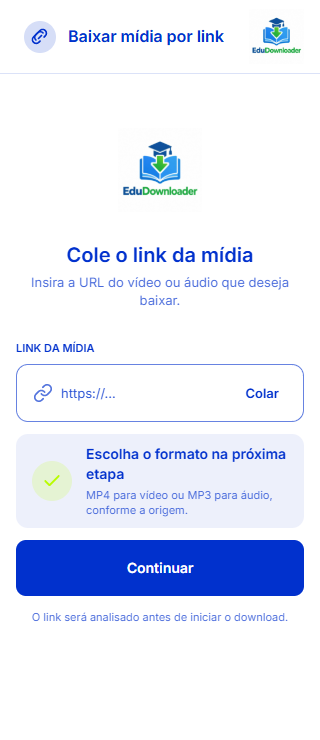 Baixar mídia por link
EduDownloader
EduDownloader
Cole o link da mídia
Insira a URL do vídeo ou áudio que deseja
baixar.
LINK DA MÍDIA
https://...
Colar
Escolha o formato na próxima
etapa
MP4 para vídeo ou MP3 para áudio,
conforme a origem.
Continuar
O link será analisado antes de iniciar o download.